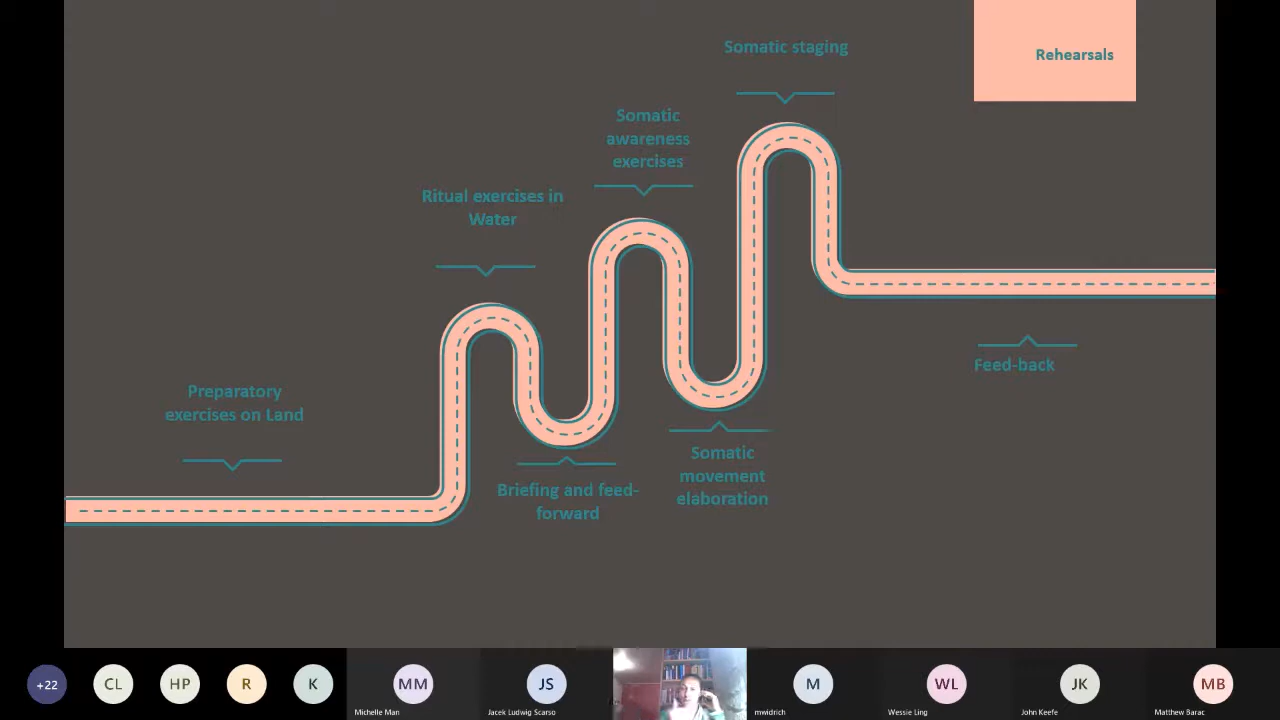 Somatic staging
Rehearsals
Somatic
awareness
exercises
Ritual exercises in
Water
Preparatory
exercises on Land
Feed-back
Somatic
movement
elaboration
Briefing and feed-
forward
+22
CL
HP
R
K
MM
Michelle Man
JS
Jacek Ludwig Scarso
M
mwidrich
WL
Wessie Ling
JK
John Keefe
MB
Matthew Barac